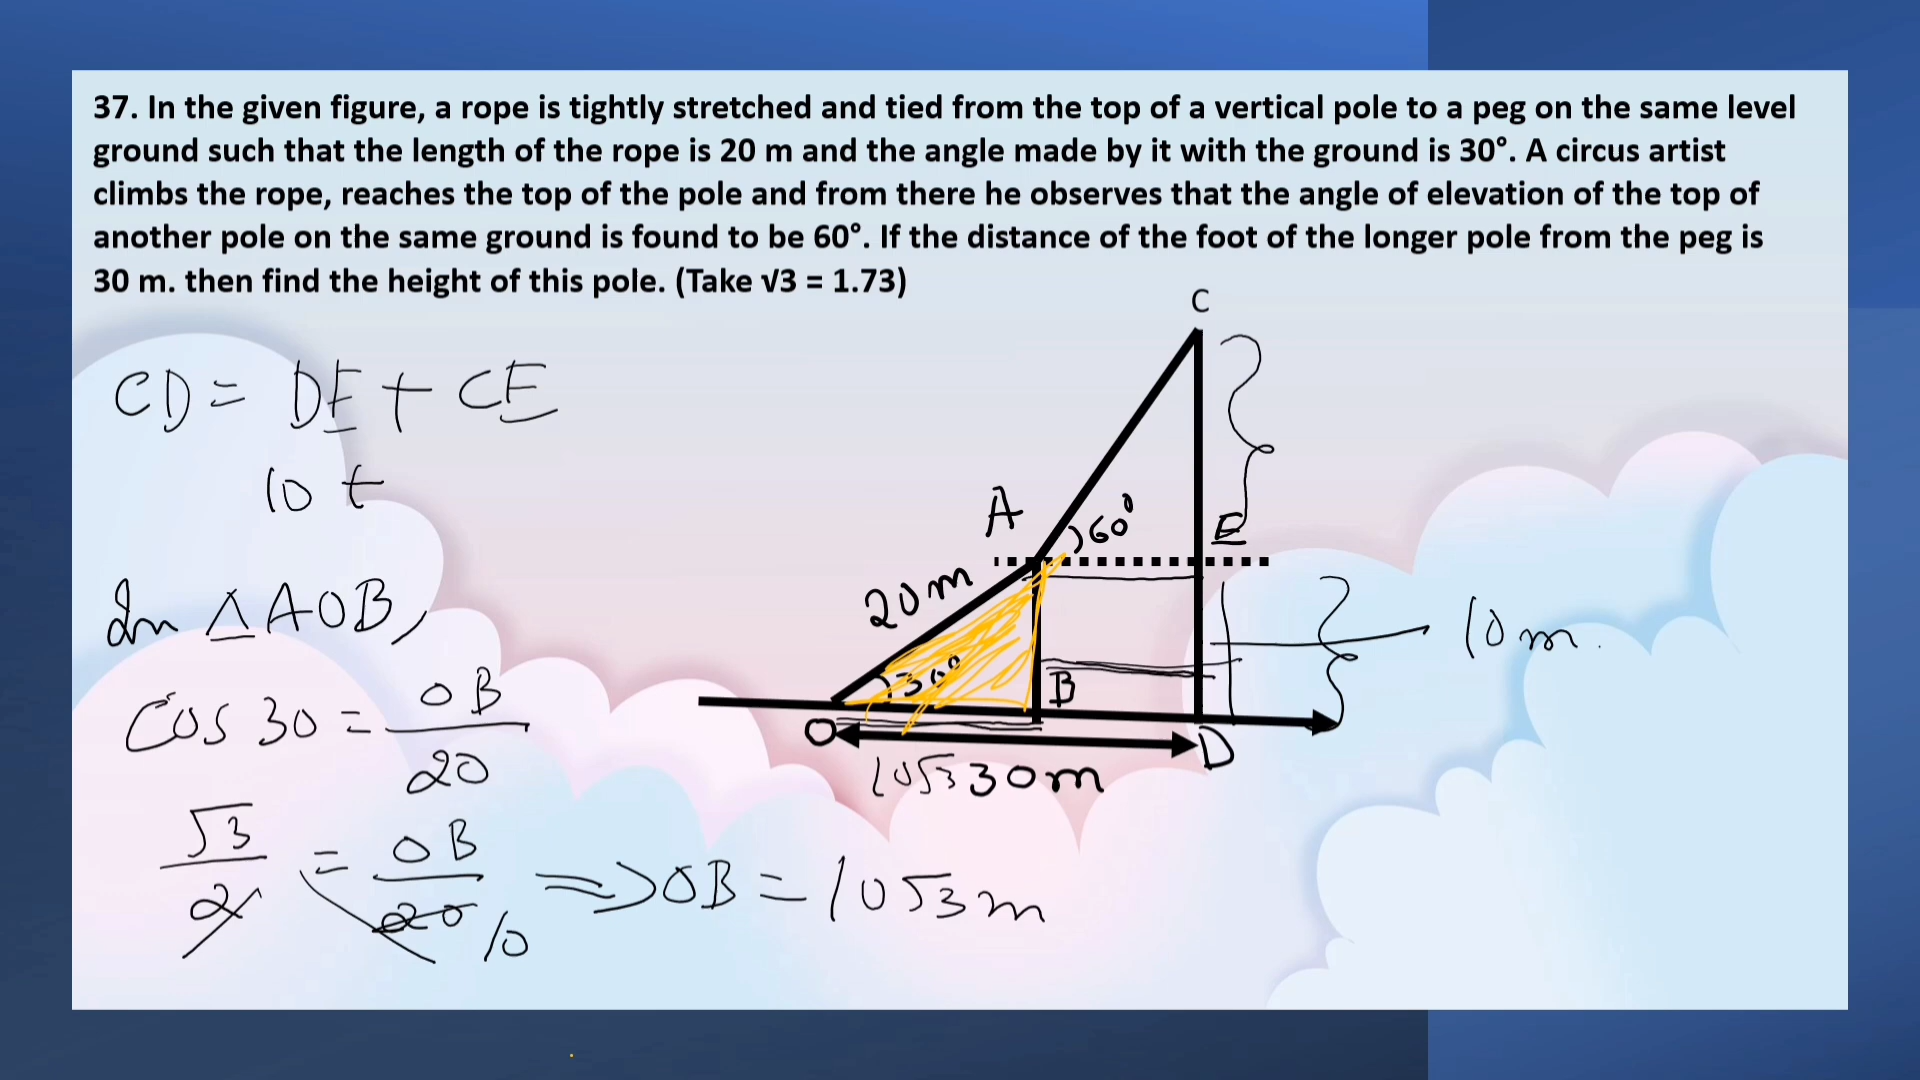 37. In the given figure, a rope is tightly stretched and tied from the top of a vertical pole to a peg on the same level
ground such that the length of the rope is 20 m and the angle made by it with the ground is 30°. A circus artist
climbs the rope, reaches the top of the pole and from there he observes that the angle of elevation of the top of
another pole on the same ground is found to be 60°. If the distance of the foot of the longer pole from the peg is
30 m. then find the height of this pole. (Take √3 = 1.73)
C
CD = DE + CE
10 +
A
60°
E
20m
In △AOB,
10m.
30°
B
Cos 30 = OB/20
O
D
10√3 30m
√3/2 = OB/20 10 => OB = 10√3 m